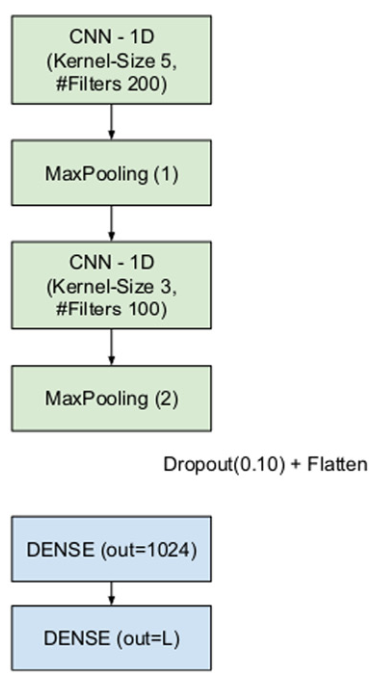 CNN - 1D
(Kernel-Size 5,
#Filters 200)
MaxPooling (1)
CNN - 1D
(Kernel-Size 3,
#Filters 100)
MaxPooling (2)
Dropout(0.10) + Flatten
DENSE (out=1024)
DENSE (out=L)